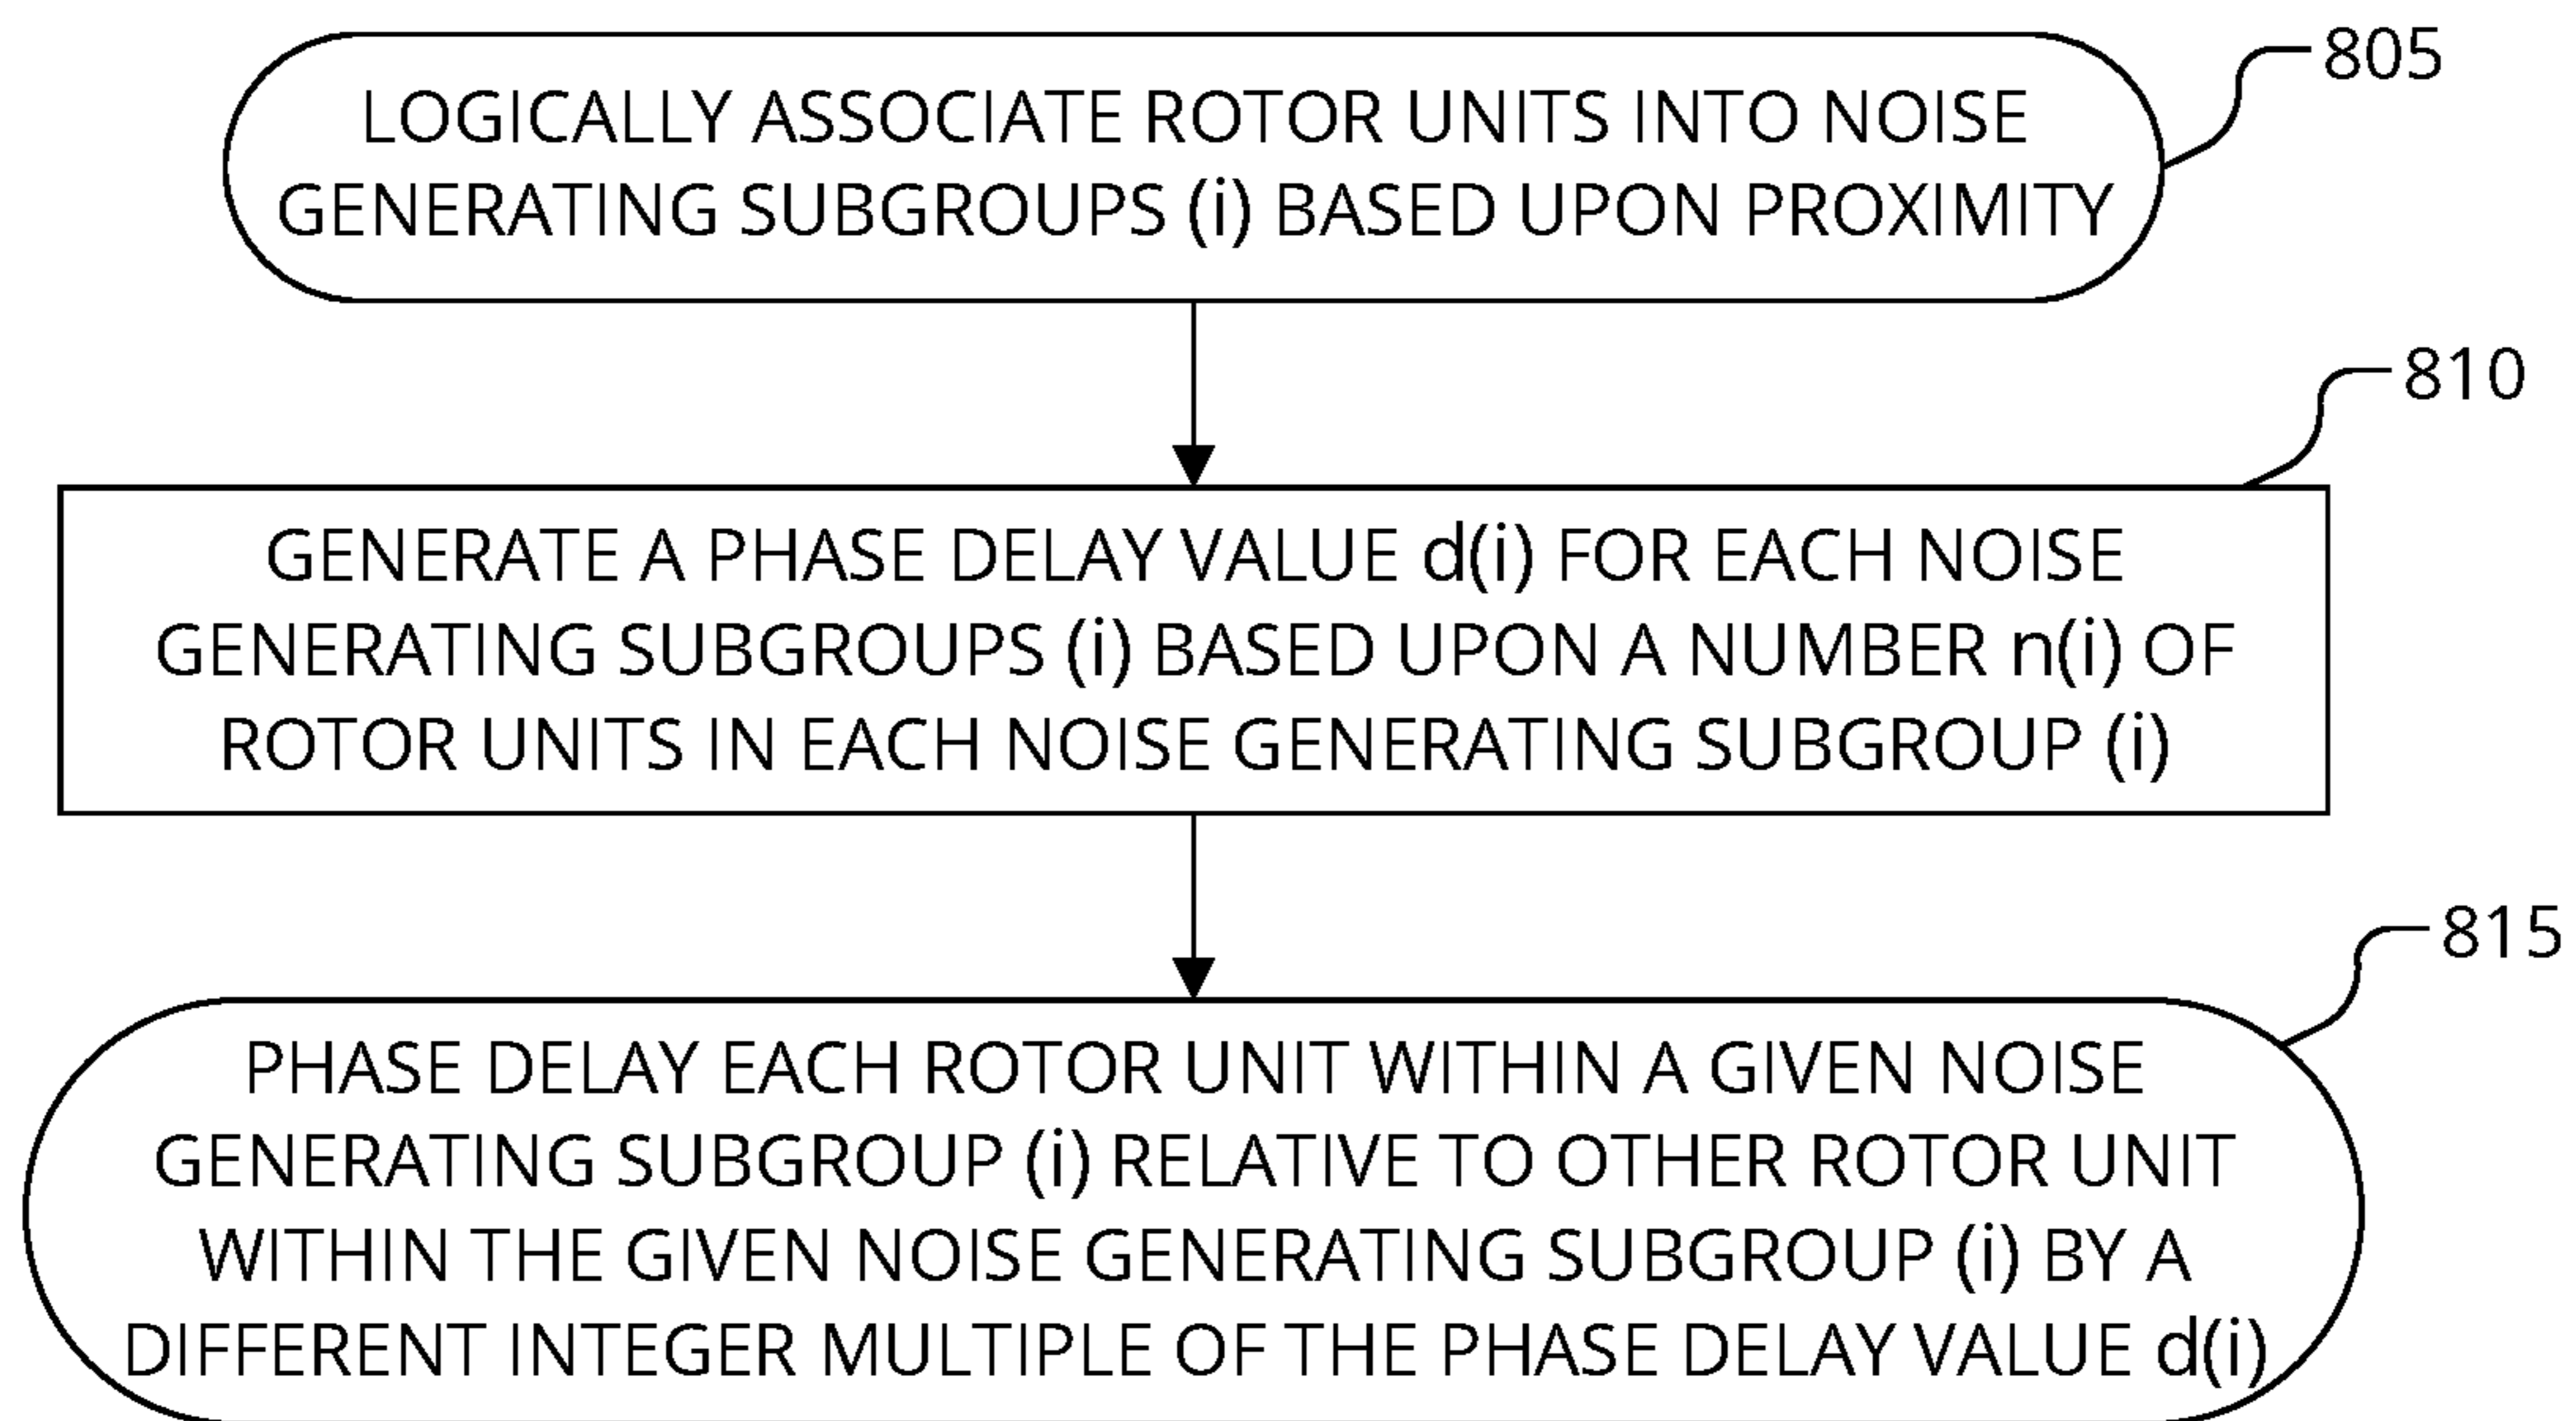 805
LOGICALLY ASSOCIATE ROTOR UNITS INTO NOISE
GENERATING SUBGROUPS (i) BASED UPON PROXIMITY
810
GENERATE A PHASE DELAY VALUE d(i) FOR EACH NOISE
GENERATING SUBGROUPS (i) BASED UPON A NUMBER n(i) OF
ROTOR UNITS IN EACH NOISE GENERATING SUBGROUP (i)
815
PHASE DELAY EACH ROTOR UNIT WITHIN A GIVEN NOISE
GENERATING SUBGROUP (i) RELATIVE TO OTHER ROTOR UNIT
WITHIN THE GIVEN NOISE GENERATING SUBGROUP (i) BY A
DIFFERENT INTEGER MULTIPLE OF THE PHASE DELAY VALUE d(i)